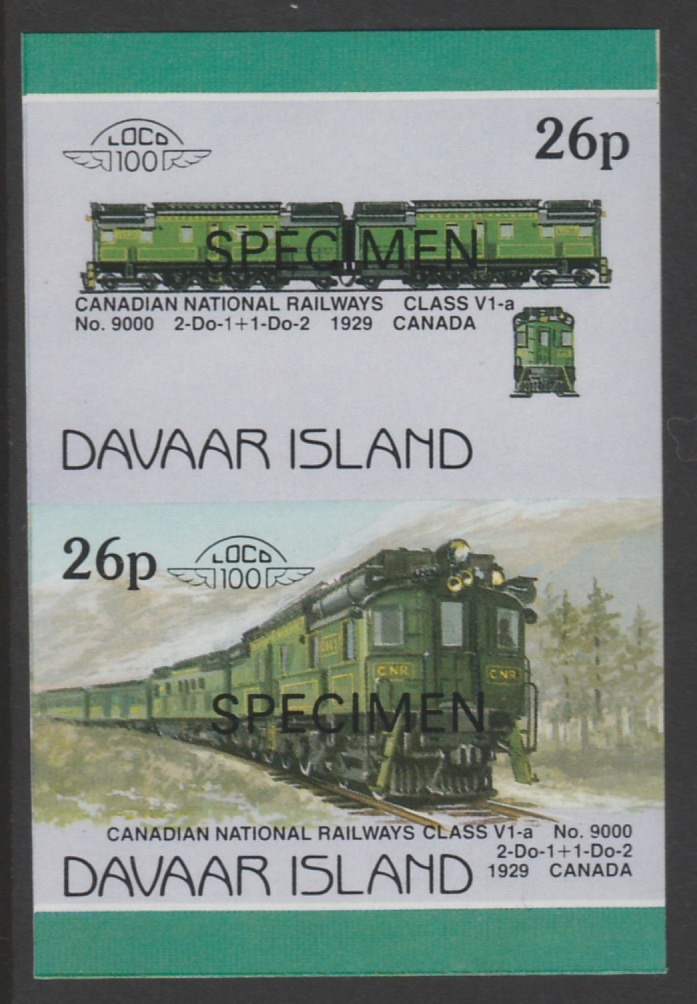 LOCO
100
26p
SPECIMEN
CANADIAN NATIONAL RAILWAYS CLASS V1-a
No. 9000 2-Do-1+1-Do-2 1929 CANADA
DAVAAR ISLAND
26p
LOCO
100
CNR CNR
SPECIMEN
CANADIAN NATIONAL RAILWAYS CLASS V1-a No. 9000
2-Do-1+1-Do-2
DAVAAR ISLAND 1929 CANADA